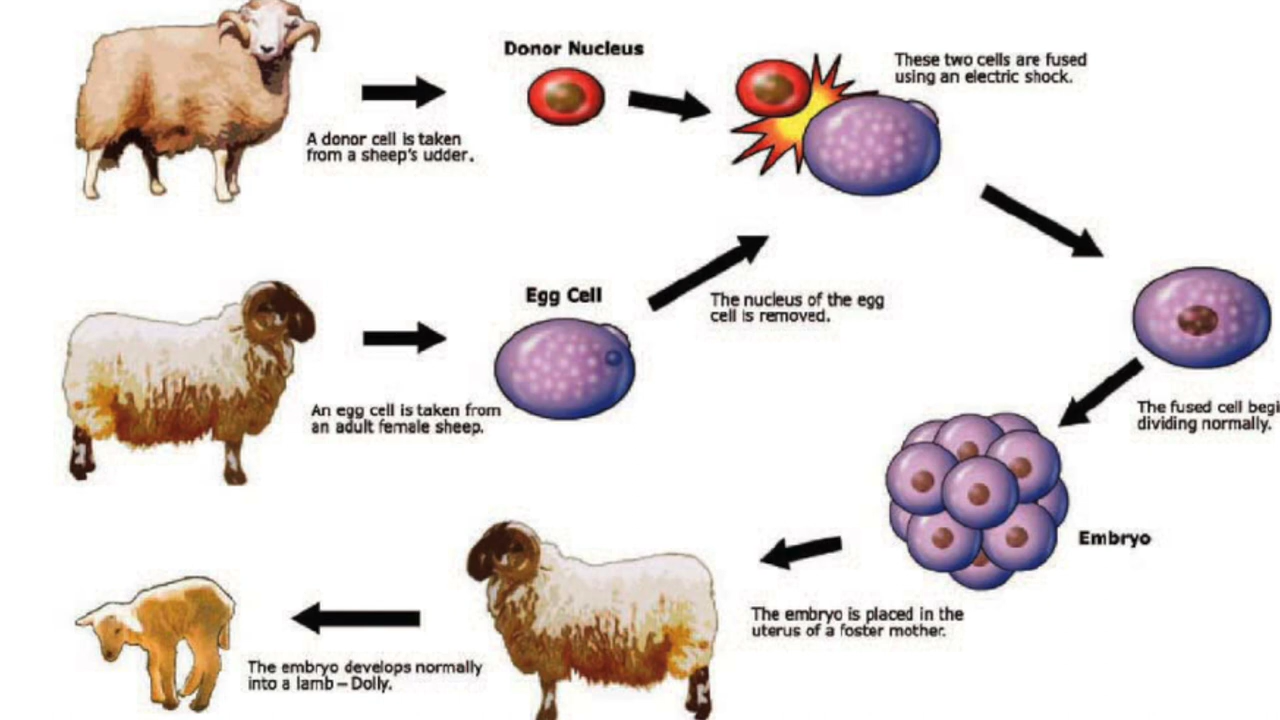 Donor Nucleus
These two cells are fused
using an electric shock.
A donor cell is taken
from a sheep's udder.
Egg Cell
The nucleus of the egg
cell is removed.
An egg cell is taken from
an adult female sheep.
The fused cell begi
dividing normally.
Embryo
The embryo is placed in the
uterus of a foster mother.
The embryo develops normally
into a lamb – Dolly.